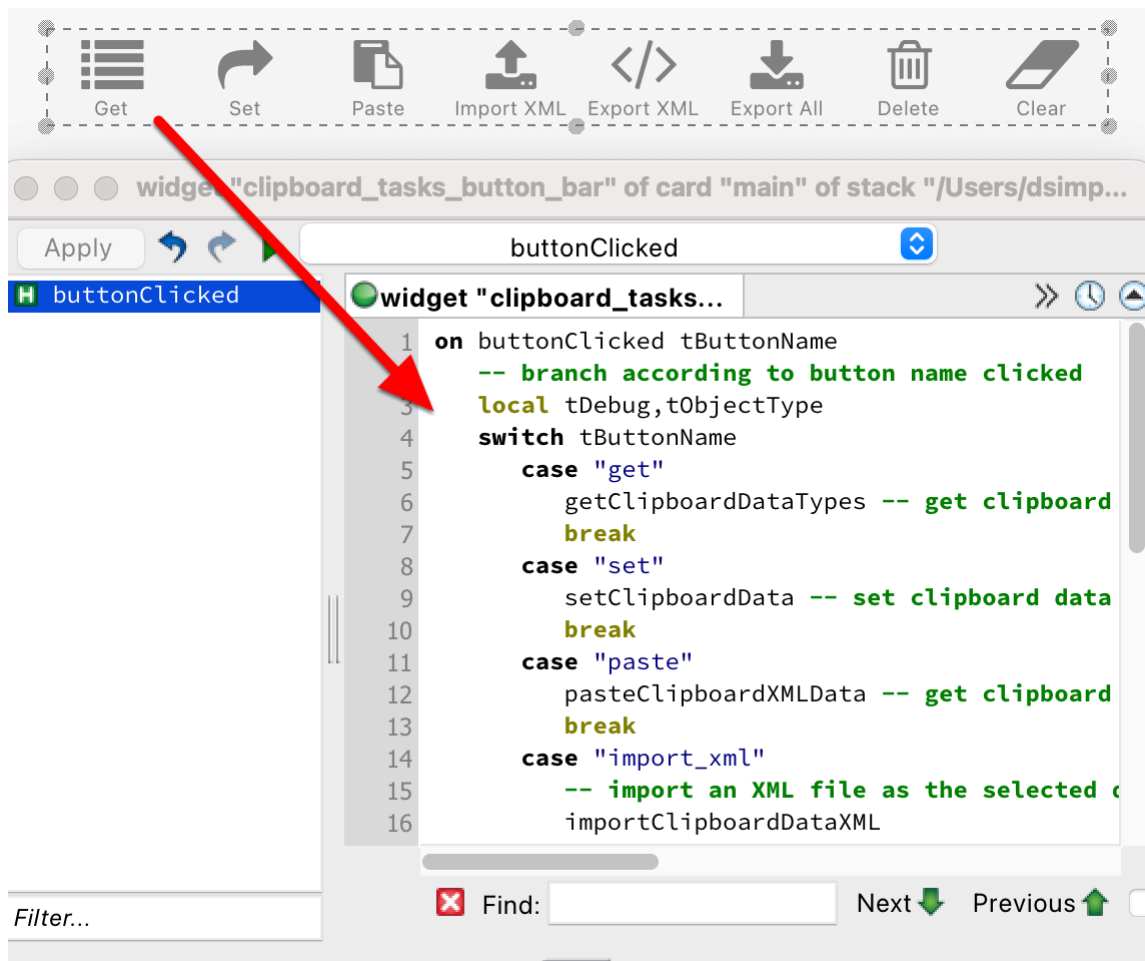 Get Set Paste Import XML Export XML Export All Delete Clear
widget "clipboard_tasks_button_bar" of card "main" of stack "/Users/dsimp...
Apply buttonClicked
H buttonClicked
widget "clipboard_tasks...
1 on buttonClicked tButtonName
-- branch according to button name clicked
3 local tDebug,tObjectType
4 switch tButtonName
5 case "get"
6 getClipboardDataTypes -- get clipboard
7 break
8 case "set"
9 setClipboardData -- set clipboard data
10 break
11 case "paste"
12 pasteClipboardXMLData -- get clipboard
13 break
14 case "import_xml"
15 -- import an XML file as the selected
16 importClipboardDataXML
Find: Next Previous
Filter...